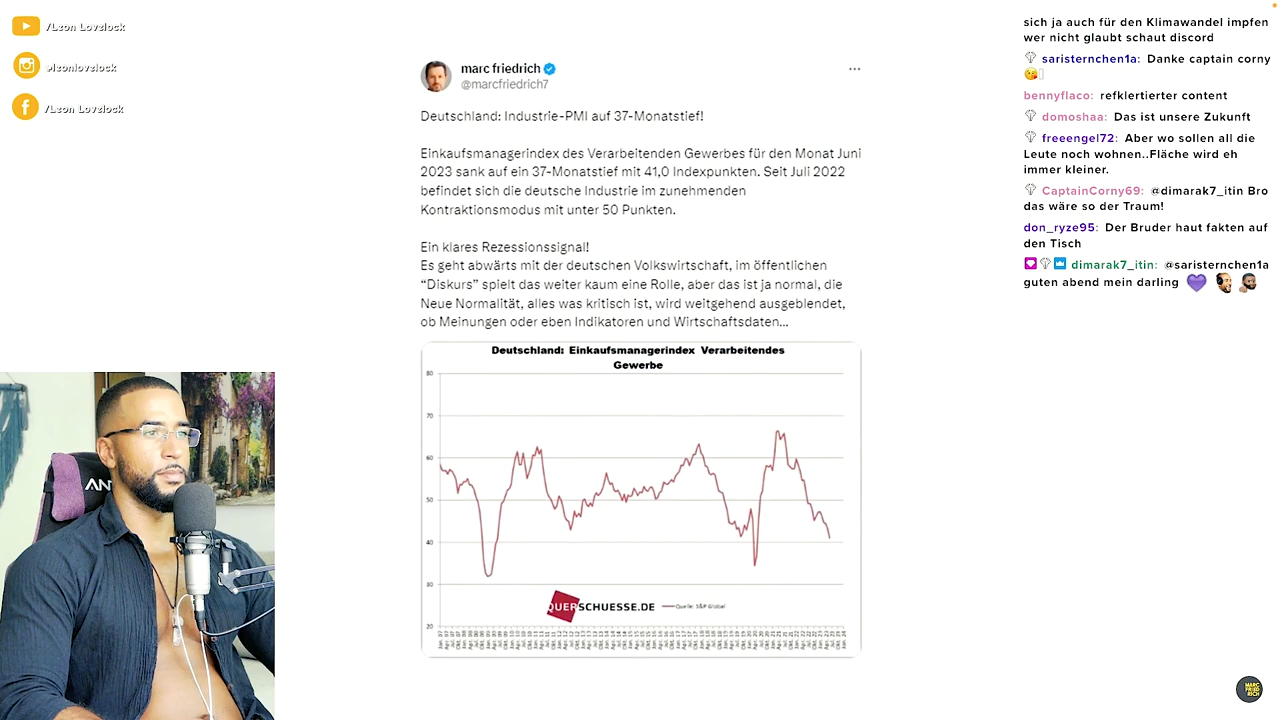 /Leon Lovelock
#leonlovelock
/Leon Lovelock
marc friedrich
@marcfriedrich7
Deutschland: Industrie-PMI auf 37-Monatstief!
Einkaufsmanagerindex des Verarbeitenden Gewerbes für den Monat Juni
2023 sank auf ein 37-Monatstief mit 41,0 Indexpunkten. Seit Juli 2022
befindet sich die deutsche Industrie im zunehmenden
Kontraktionsmodus mit unter 50 Punkten.
Ein klares Rezessionssignal!
Es geht abwärts mit der deutschen Volkswirtschaft, im öffentlichen
“Diskurs” spielt das weiter kaum eine Rolle, aber das ist ja normal, die
Neue Normalität, alles was kritisch ist, wird weitgehend ausgeblendet,
ob Meinungen oder eben Indikatoren und Wirtschaftsdaten...
Deutschland: Einkaufsmanagerindex Verarbeitendes
Gewerbe
80
70
60
50
40
30
20
QUERSCHUESSE.DE
Quelle: S&P Global
AN
sich ja auch für den Klimawandel impfen
wer nicht glaubt schaut discord
saristernchen1a: Danke captain corny
😘
bennyflaco: refklertierter content
domoshaa: Das ist unsere Zukunft
freeengel72: Aber wo sollen all die
Leute noch wohnen..Fläche wird eh
immer kleiner.
CaptainCorny69: @dimarak7_itin Bro
das wäre so der Traum!
don_ryze95: Der Bruder haut fakten auf
den Tisch
dimarak7_itin: @saristernchen1a
guten abend mein darling 💜
MARC
FRIED
RICH